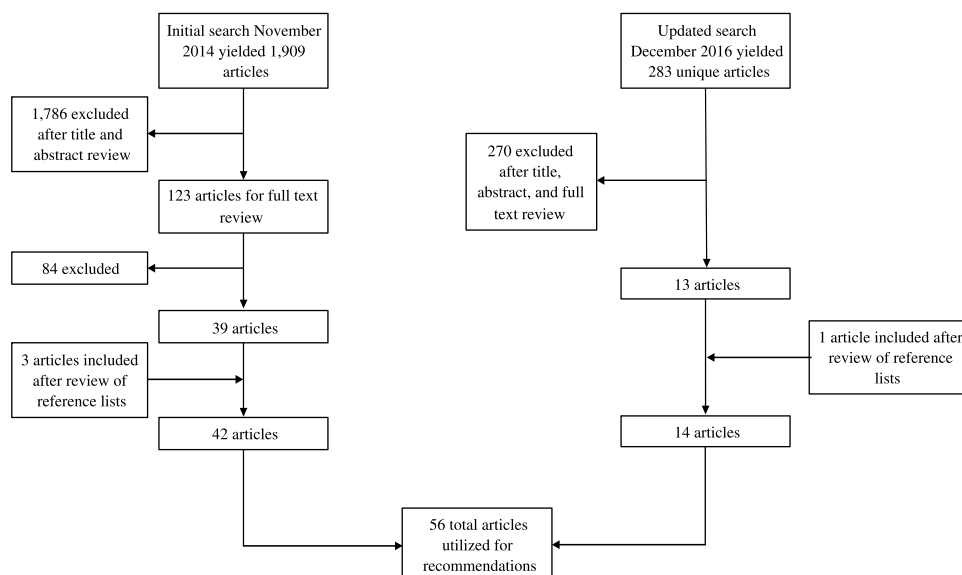 Initial search November
2014 yielded 1,909
articles
1,786 excluded
after title and
abstract review
123 articles for full text
review
84 excluded
39 articles
3 articles included
after review of
reference lists
42 articles
Updated search
December 2016 yielded
283 unique articles
270 excluded
after title,
abstract, and full
text review
13 articles
1 article included after
review of reference
lists
14 articles
56 total articles
utilized for
recommendations